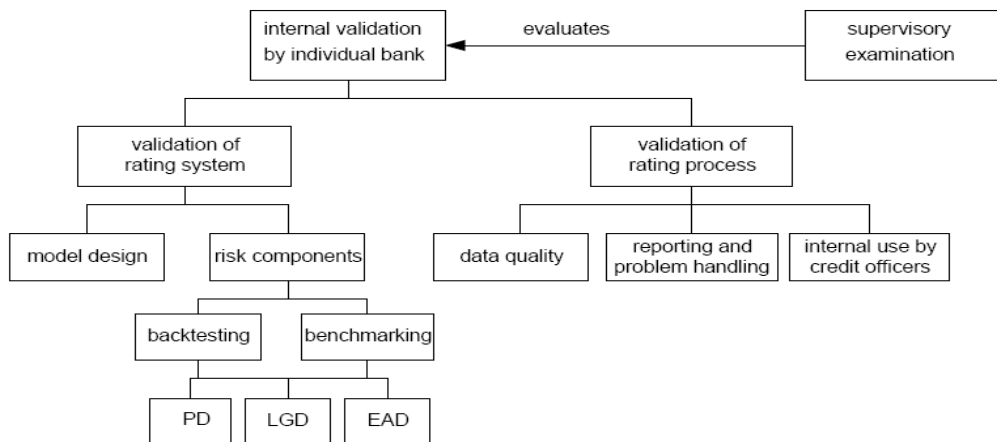 internal validation
by individual bank
evaluates
supervisory
examination
validation of
rating system
validation of
rating process
model design
risk components
data quality
reporting and
problem handling
internal use by
credit officers
backtesting
benchmarking
PD
LGD
EAD